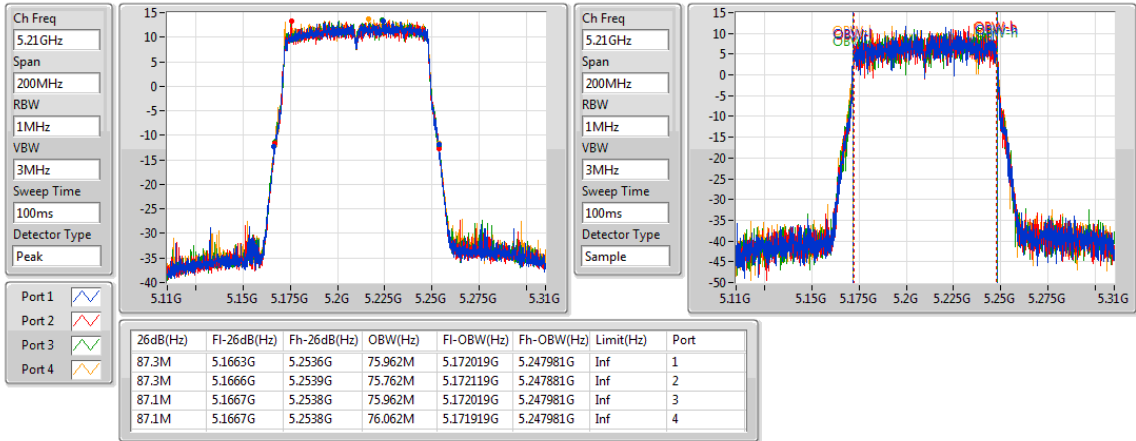 Ch Freq
5.21GHz
Span
200MHz
RBW
1MHz
VBW
3MHz
Sweep Time
100ms
Detector Type
Peak
15
10
5
0
-5
-10
-15
-20
-25
-30
-35
-40
5.11G 5.15G 5.175G 5.2G 5.225G 5.25G 5.275G 5.31G
Ch Freq
5.21GHz
Span
200MHz
RBW
1MHz
VBW
3MHz
Sweep Time
100ms
Detector Type
Sample
15
10
5
0
-5
-10
-15
-20
-25
-30
-35
-40
-45
-50
5.11G 5.15G 5.175G 5.2G 5.225G 5.25G 5.275G 5.31G
Port 1
Port 2
Port 3
Port 4
26dB(Hz) Fl-26dB(Hz) Fh-26dB(Hz) OBW(Hz) Fl-OBW(Hz) Fh-OBW(Hz) Limit(Hz) Port
87.3M 5.1663G 5.2536G 75.962M 5.172019G 5.247981G Inf 1
87.3M 5.1666G 5.2539G 75.762M 5.172119G 5.247881G Inf 2
87.1M 5.1667G 5.2538G 75.962M 5.172019G 5.247981G Inf 3
87.1M 5.1667G 5.2538G 76.062M 5.171919G 5.247981G Inf 4